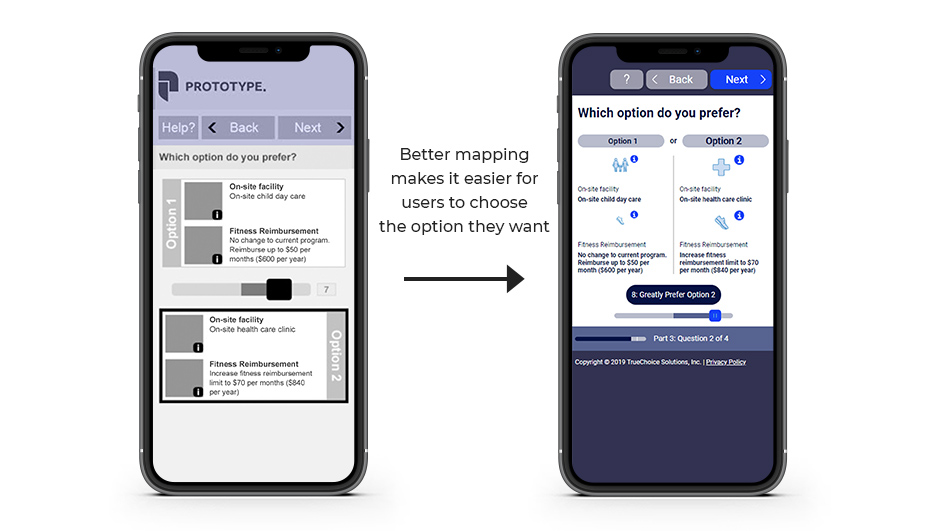 PROTOTYPE.
Help?
Back
Next
Which option do you prefer?
Option 1
On-site facility
On-site child day care
Fitness Reimbursement
No change to current program.
Reimburse up to $50 per
months ($600 per year)
7
On-site facility
On-site health care clinic
Fitness Reimbursement
Increase fitness reimbursement
limit to $70 per months ($840
per year)
Option 2
Better mapping
makes it easier for
users to choose
the option they want
?
Back
Next
Which option do you prefer?
Option 1
or
Option 2
On-site facility
On-site child day care
Fitness Reimbursement
No change to current program.
Reimburse up to $50 per
month ($600 per year)
On-site facility
On-site health care clinic
Fitness Reimbursement
Increase fitness
reimbursement limit to $70
per month ($840 per year)
8: Greatly Prefer Option 2
Part 3: Question 2 of 4
Copyright © 2019 TrueChoice Solutions, Inc. | Privacy Policy